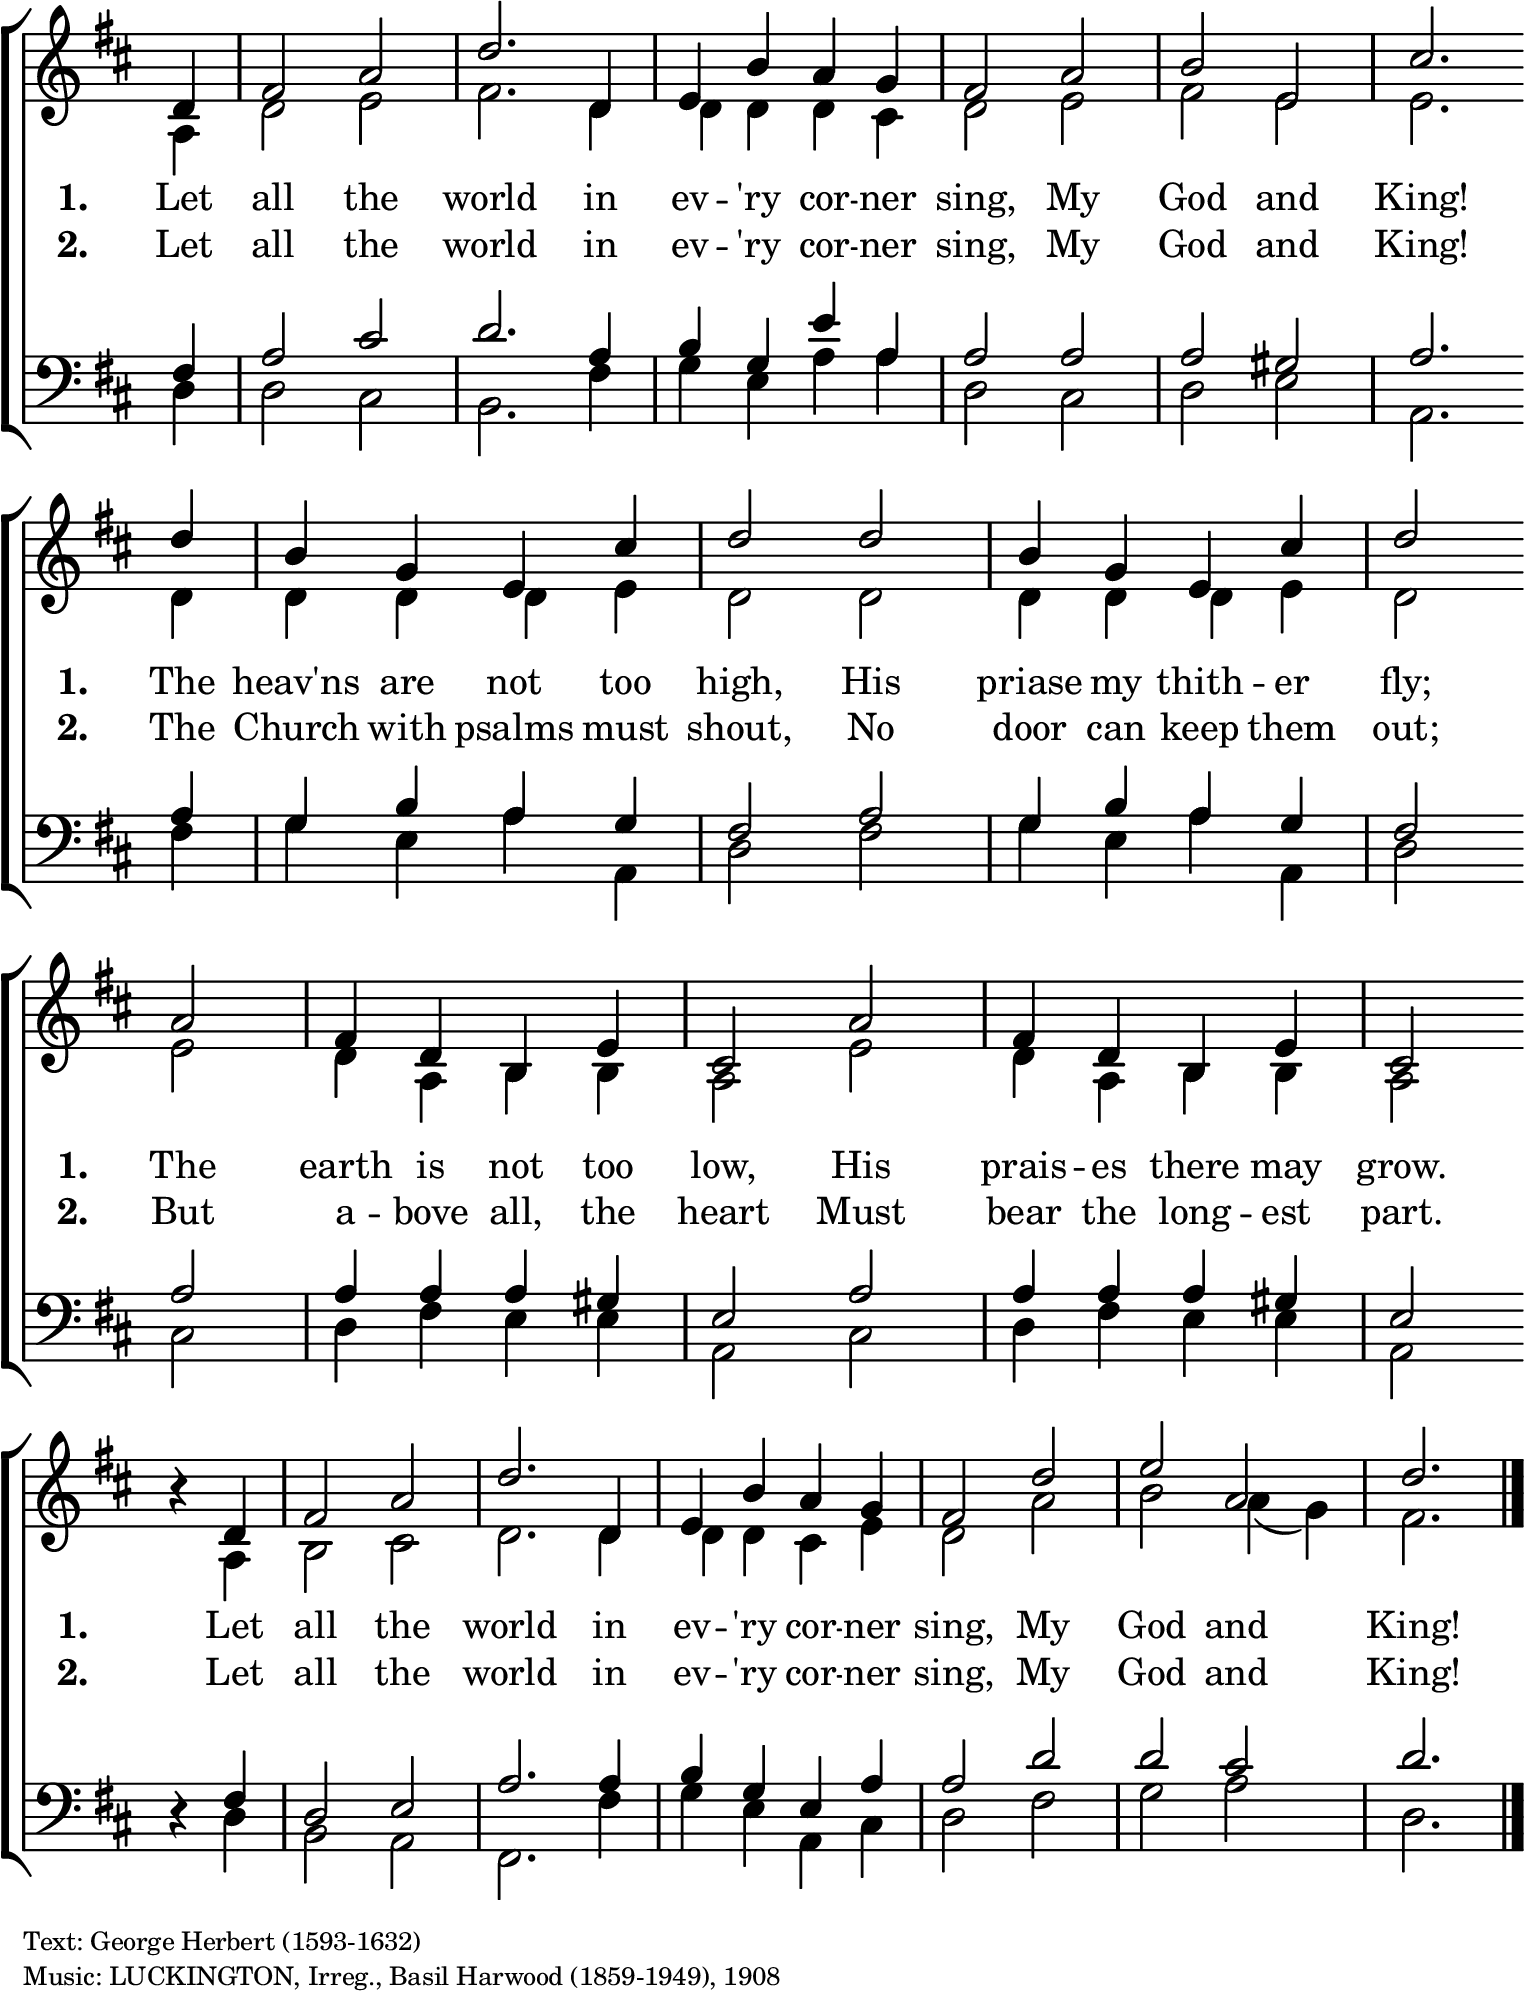 1. Let all the world in ev -- 'ry cor -- ner sing, My God and King!
2. Let all the world in ev -- 'ry cor -- ner sing, My God and King!
1. The heav'ns are not too high, His priase my thith -- er fly;
2. The Church with psalms must shout, No door can keep them out;
1. The earth is not too low, His prais -- es there may grow.
2. But a -- bove all, the heart Must bear the long -- est part.
1. Let all the world in ev -- 'ry cor -- ner sing, My God and King!
2. Let all the world in ev -- 'ry cor -- ner sing, My God and King!
Text: George Herbert (1593-1632)
Music: LUCKINGTON, Irreg., Basil Harwood (1859-1949), 1908